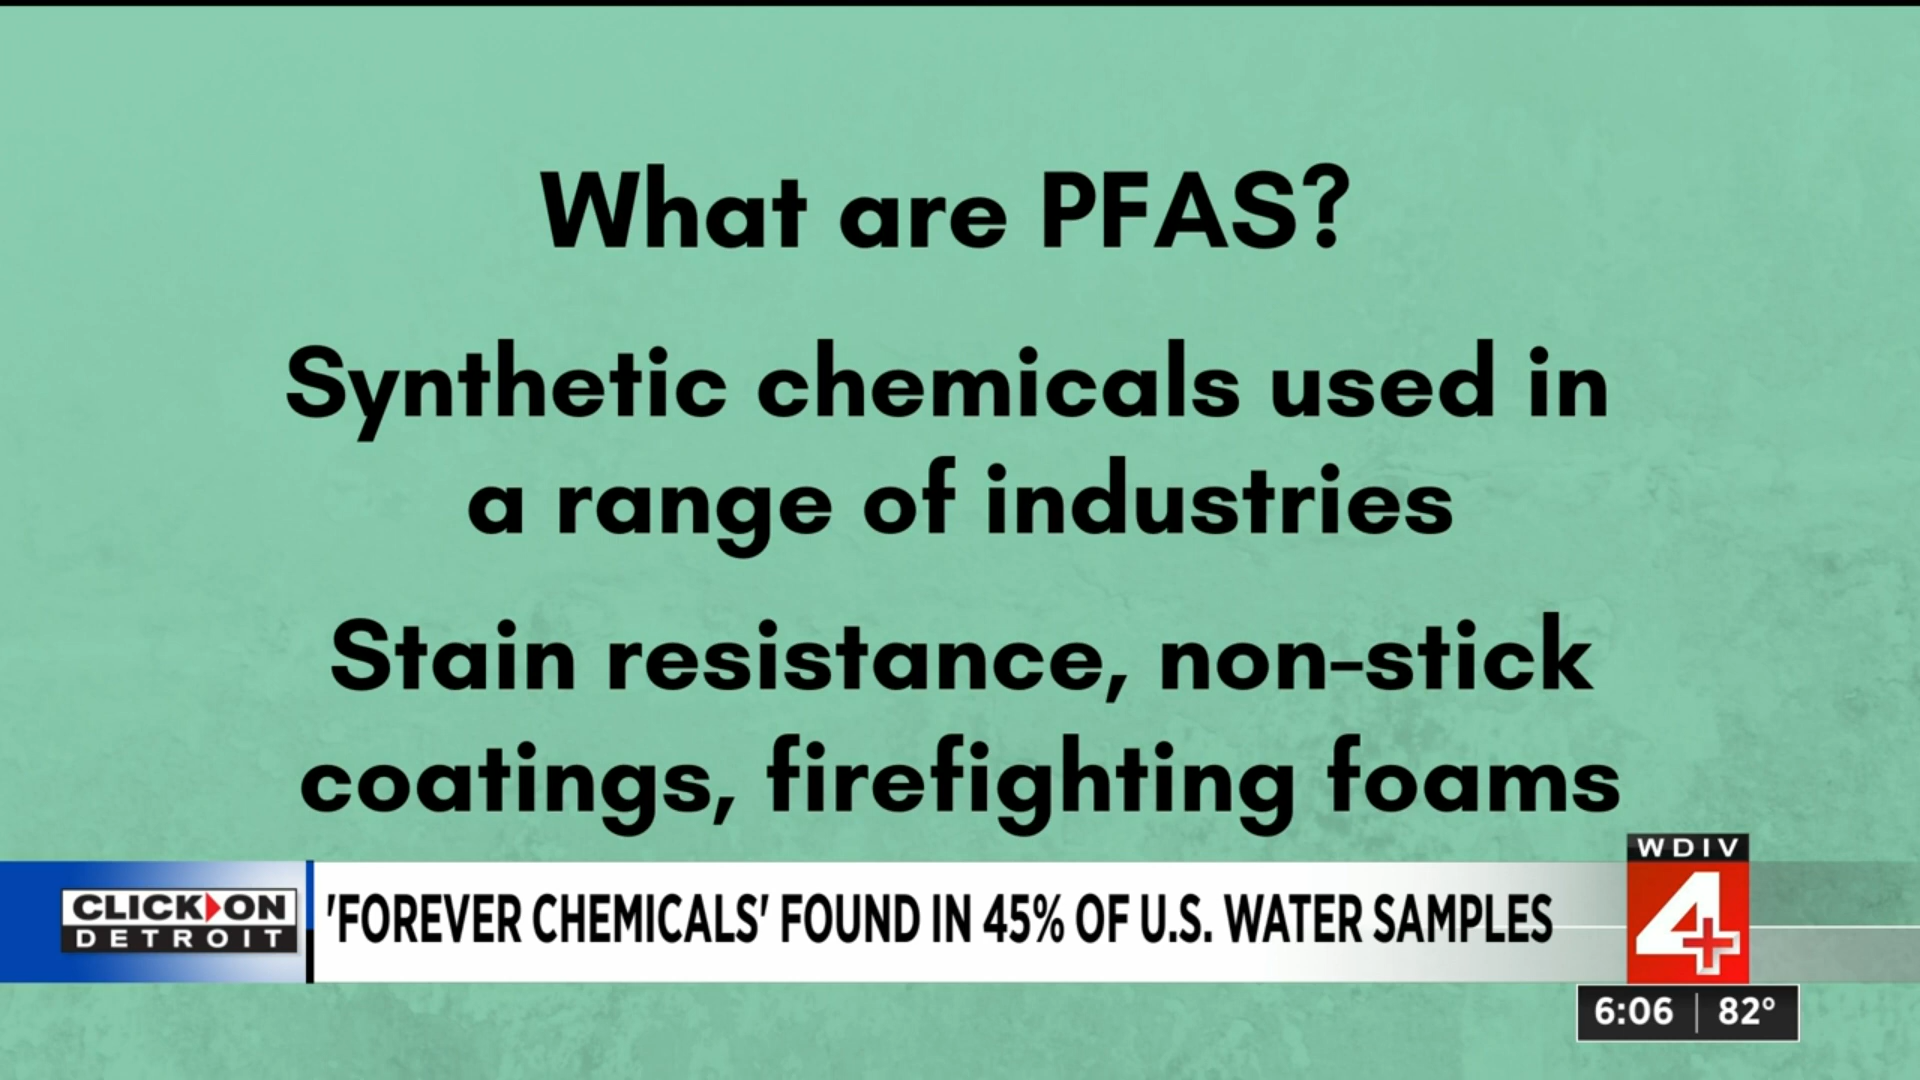 What are PFAS?
Synthetic chemicals used in
a range of industries
Stain resistance, non-stick
coatings, firefighting foams
WDIV
4+
CLICK ON
DETROIT
'FOREVER CHEMICALS' FOUND IN 45% OF U.S. WATER SAMPLES
6:06 | 82°